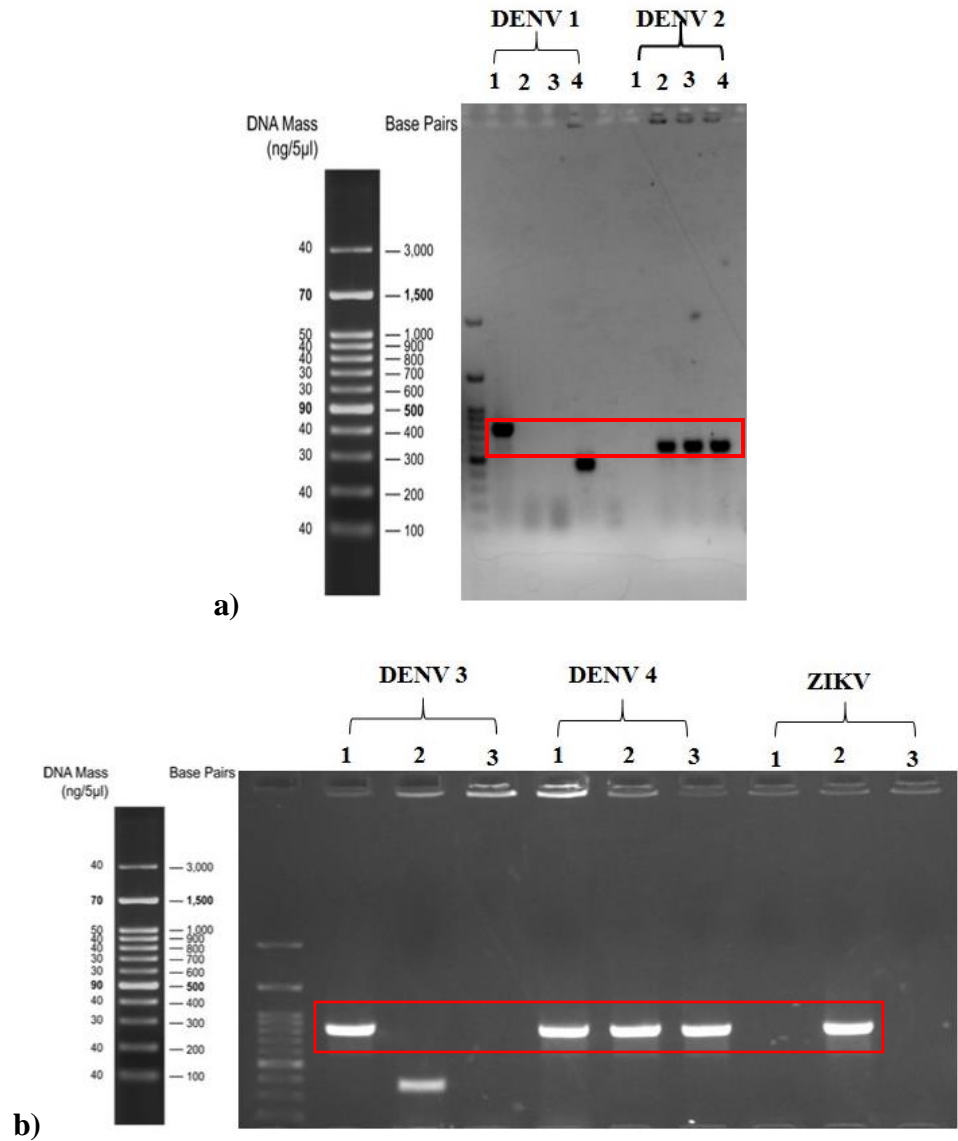 DENV 1 DENV 2
1 2 3 4 1 2 3 4
DNA Mass Base Pairs
(ng/5µl)
40 3,000
70 1,500
50 1,000
40 900
40 800
30 700
30 600
90 500
40 400
30 300
40 200
40 100
a)
DENV 3 DENV 4 ZIKV
1 2 3 1 2 3 1 2 3
DNA Mass Base Pairs
(ng/5µl)
40 3,000
70 1,500
50 1,000
40 900
40 800
30 700
30 600
90 500
40 400
30 300
40 200
40 100
b)